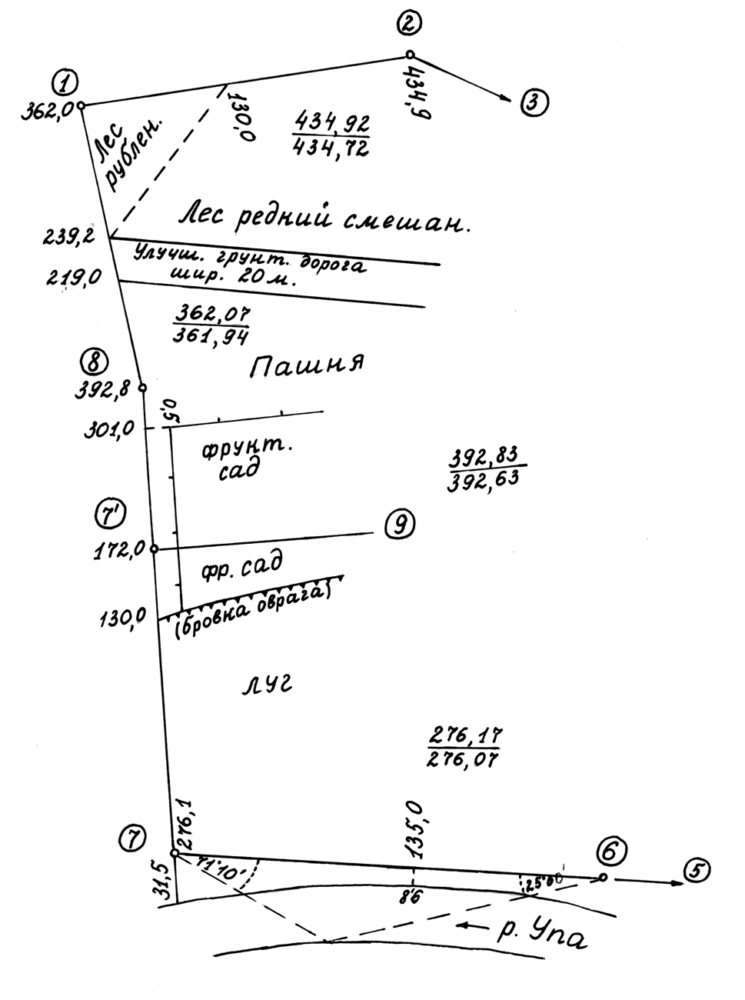 2
1
362,0
434,9
3
130,0
434,92
434,72
Лес
рублен.
Лес редний смешан.
239,2
Улучш. грунт. дорога
шир. 20 м.
219,0
362,07
361,94
Пашня
8
392,8
0,5
301,0
фрунт.
сад
392,83
392,63
7'
9
172,0
фр. сад
130,0
(бровка оврага)
луг
276,17
276,07
7
276,1
135,0
6
5
31,5
71°10'
25°0
8,6
р. Упа